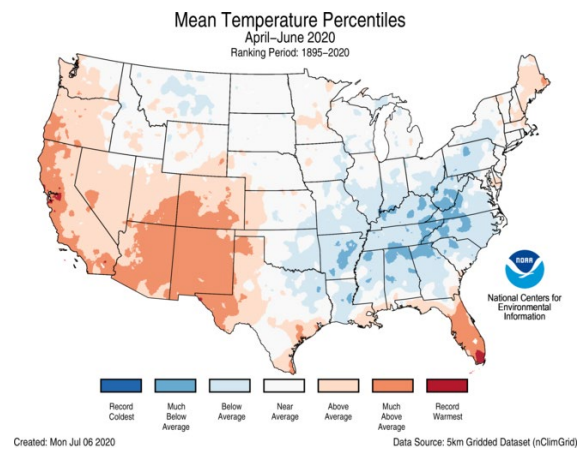 Mean Temperature Percentiles
April–June 2020
Ranking Period: 1895–2020
NOAA
National Centers for
Environmental
Information
Record
Coldest
Much
Below
Average
Below
Average
Near
Average
Above
Average
Much
Above
Average
Record
Warmest
Created: Mon Jul 06 2020
Data Source: 5km Gridded Dataset (nClimGrid)